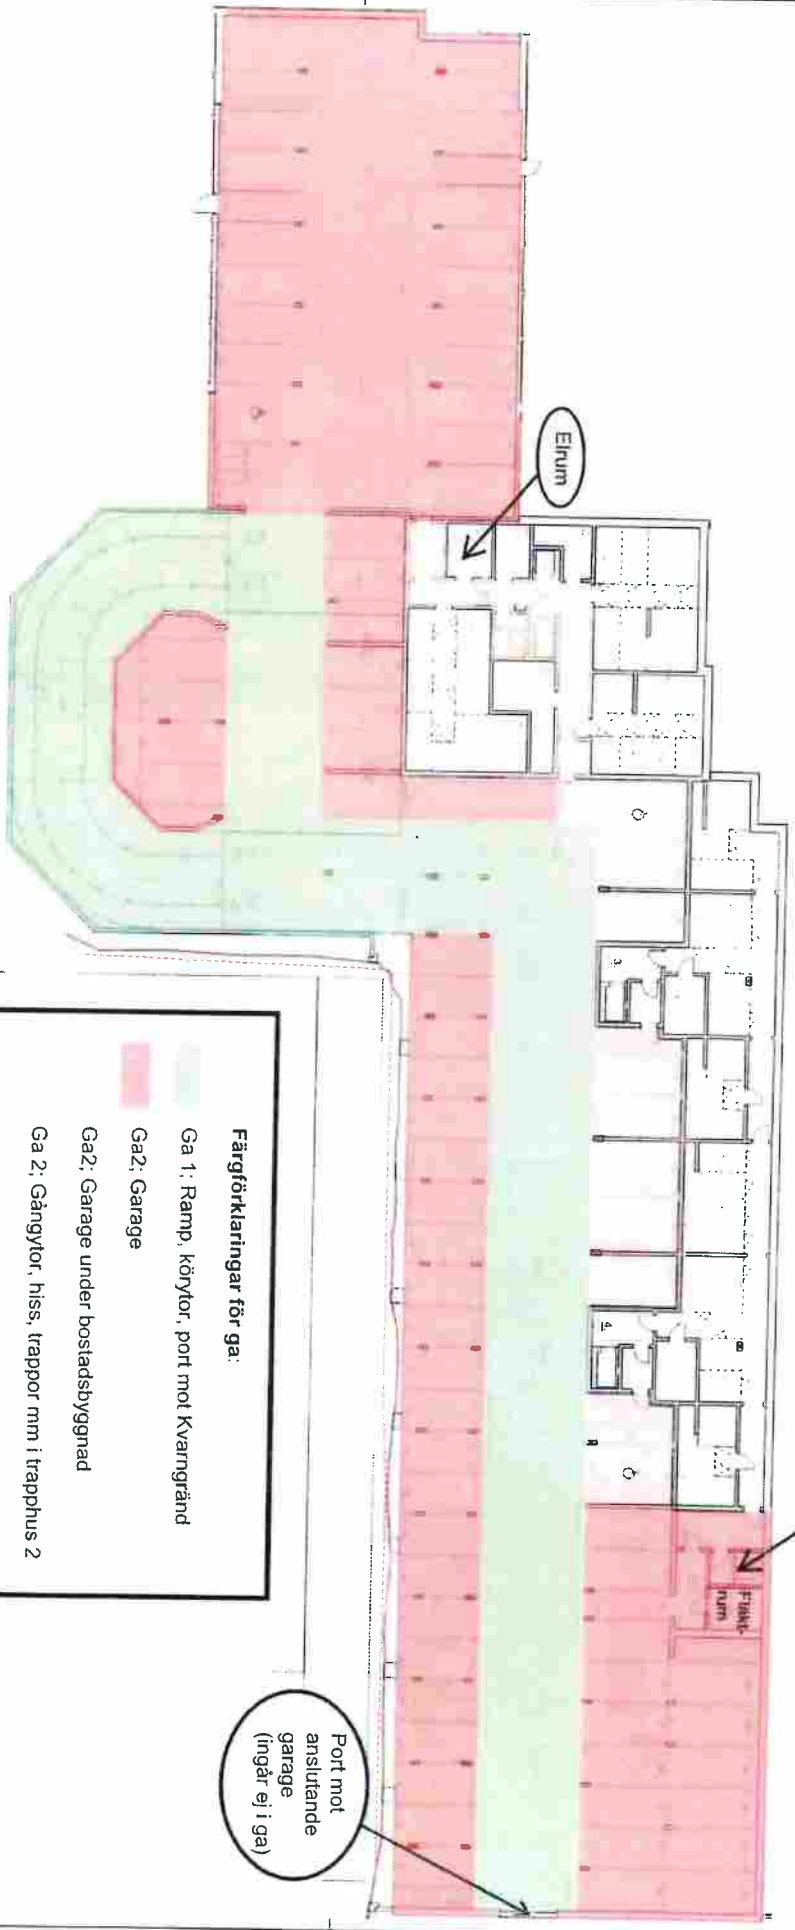 Elrum
3
4
Fläkt-
rum
Port mot
anslutande
garage
(ingår ej i ga)
Färgförklaringar för ga:
Ga 1; Ramp, körytor, port mot Kvarngränd
Ga2; Garage
Ga2; Garage under bostadsbyggnad
Ga 2; Gångytor, hiss, trappor mm i trapphus 2